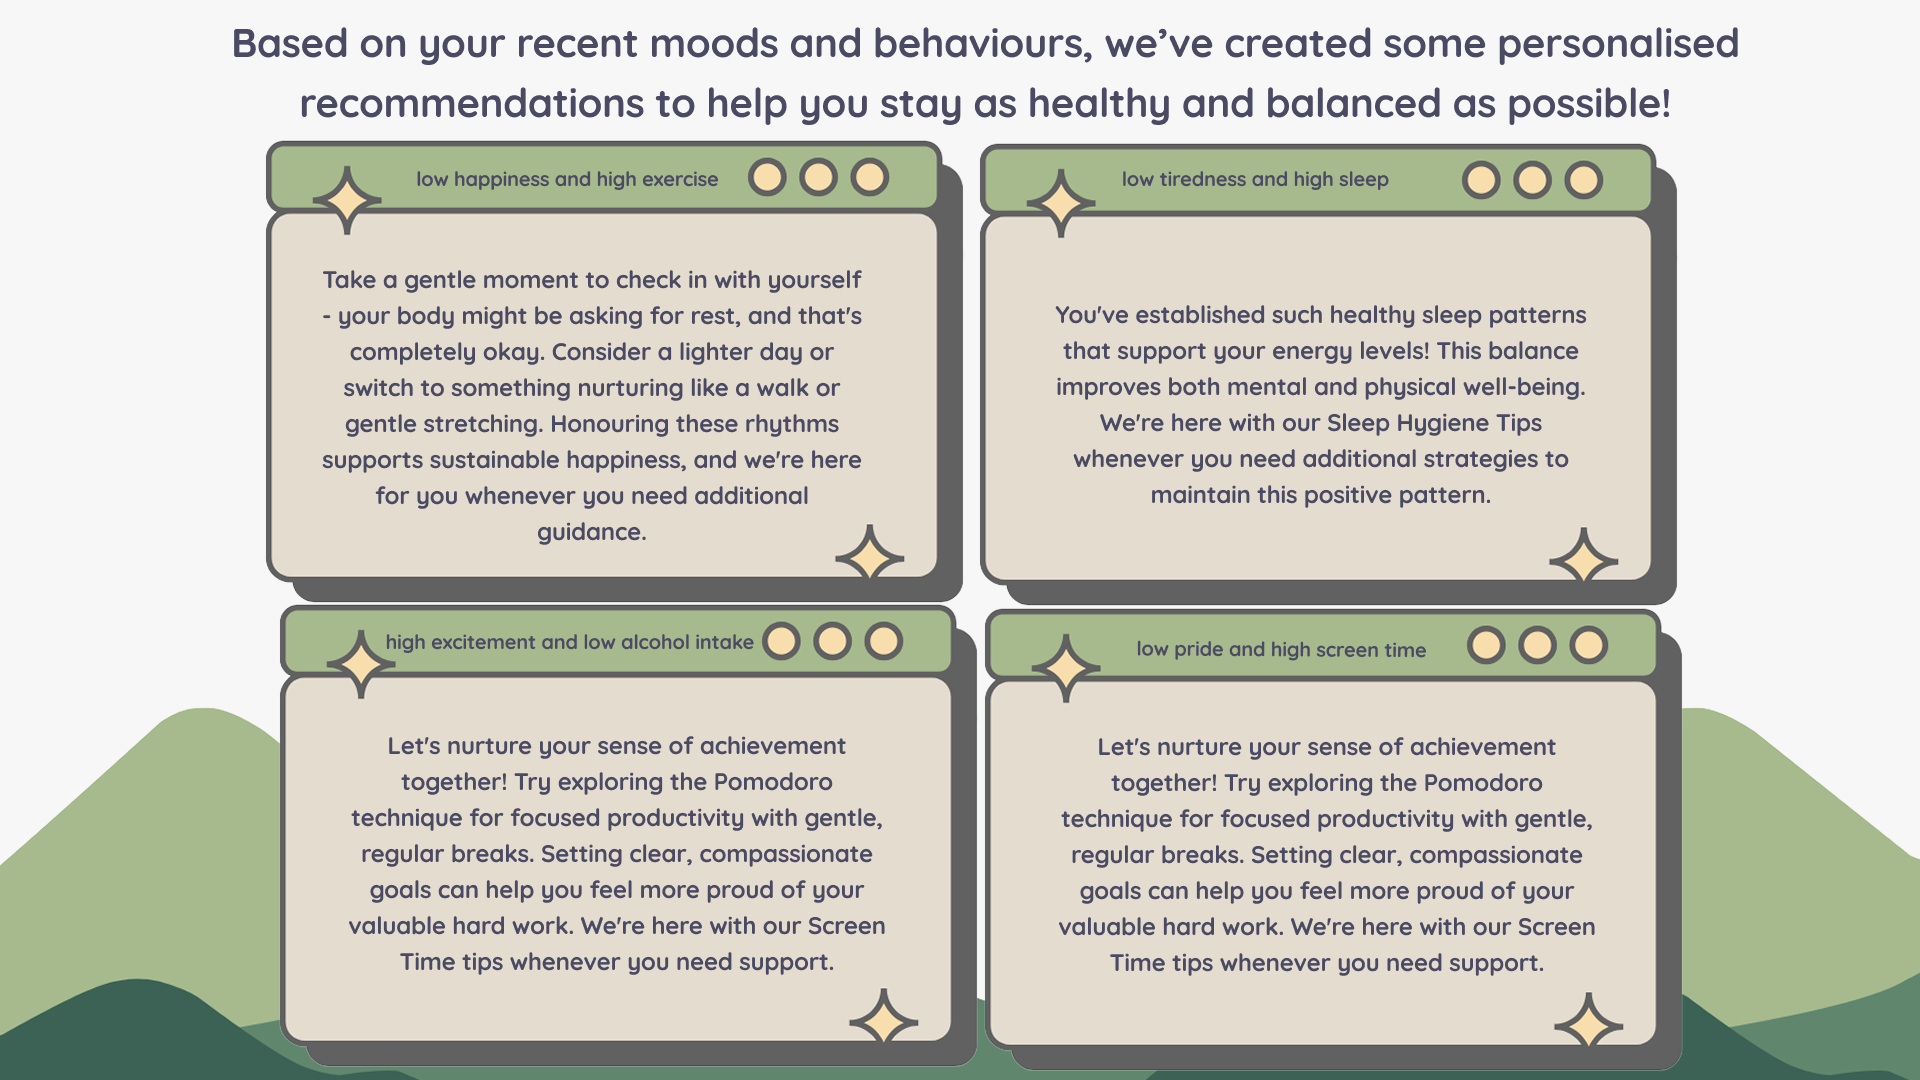 Based on your recent moods and behaviours, we’ve created some personalised
recommendations to help you stay as healthy and balanced as possible!
low happiness and high exercise
Take a gentle moment to check in with yourself
- your body might be asking for rest, and that's
completely okay. Consider a lighter day or
switch to something nurturing like a walk or
gentle stretching. Honouring these rhythms
supports sustainable happiness, and we're here
for you whenever you need additional
guidance.
low tiredness and high sleep
You've established such healthy sleep patterns
that support your energy levels! This balance
improves both mental and physical well-being.
We're here with our Sleep Hygiene Tips
whenever you need additional strategies to
maintain this positive pattern.
high excitement and low alcohol intake
Let's nurture your sense of achievement
together! Try exploring the Pomodoro
technique for focused productivity with gentle,
regular breaks. Setting clear, compassionate
goals can help you feel more proud of your
valuable hard work. We're here with our Screen
Time tips whenever you need support.
low pride and high screen time
Let's nurture your sense of achievement
together! Try exploring the Pomodoro
technique for focused productivity with gentle,
regular breaks. Setting clear, compassionate
goals can help you feel more proud of your
valuable hard work. We're here with our Screen
Time tips whenever you need support.